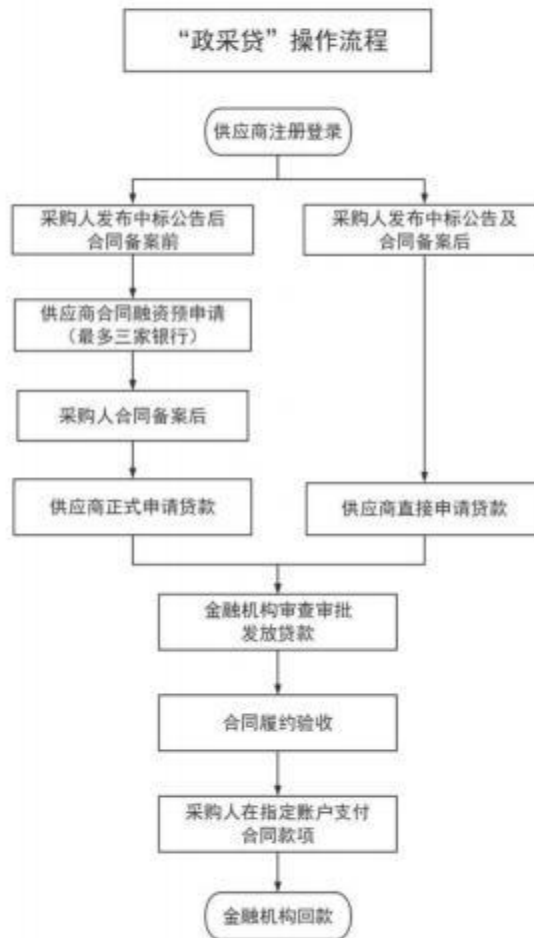 “政采贷”操作流程
供应商注册登录
采购人发布中标公告后
合同备案前
采购人发布中标公告及
合同备案后
供应商合同融资预申请
（最多三家银行）
采购人合同备案后
供应商正式申请贷款
供应商直接申请贷款
金融机构审查审批
发放贷款
合同履约验收
采购人在指定账户支付
合同款项
金融机构回款